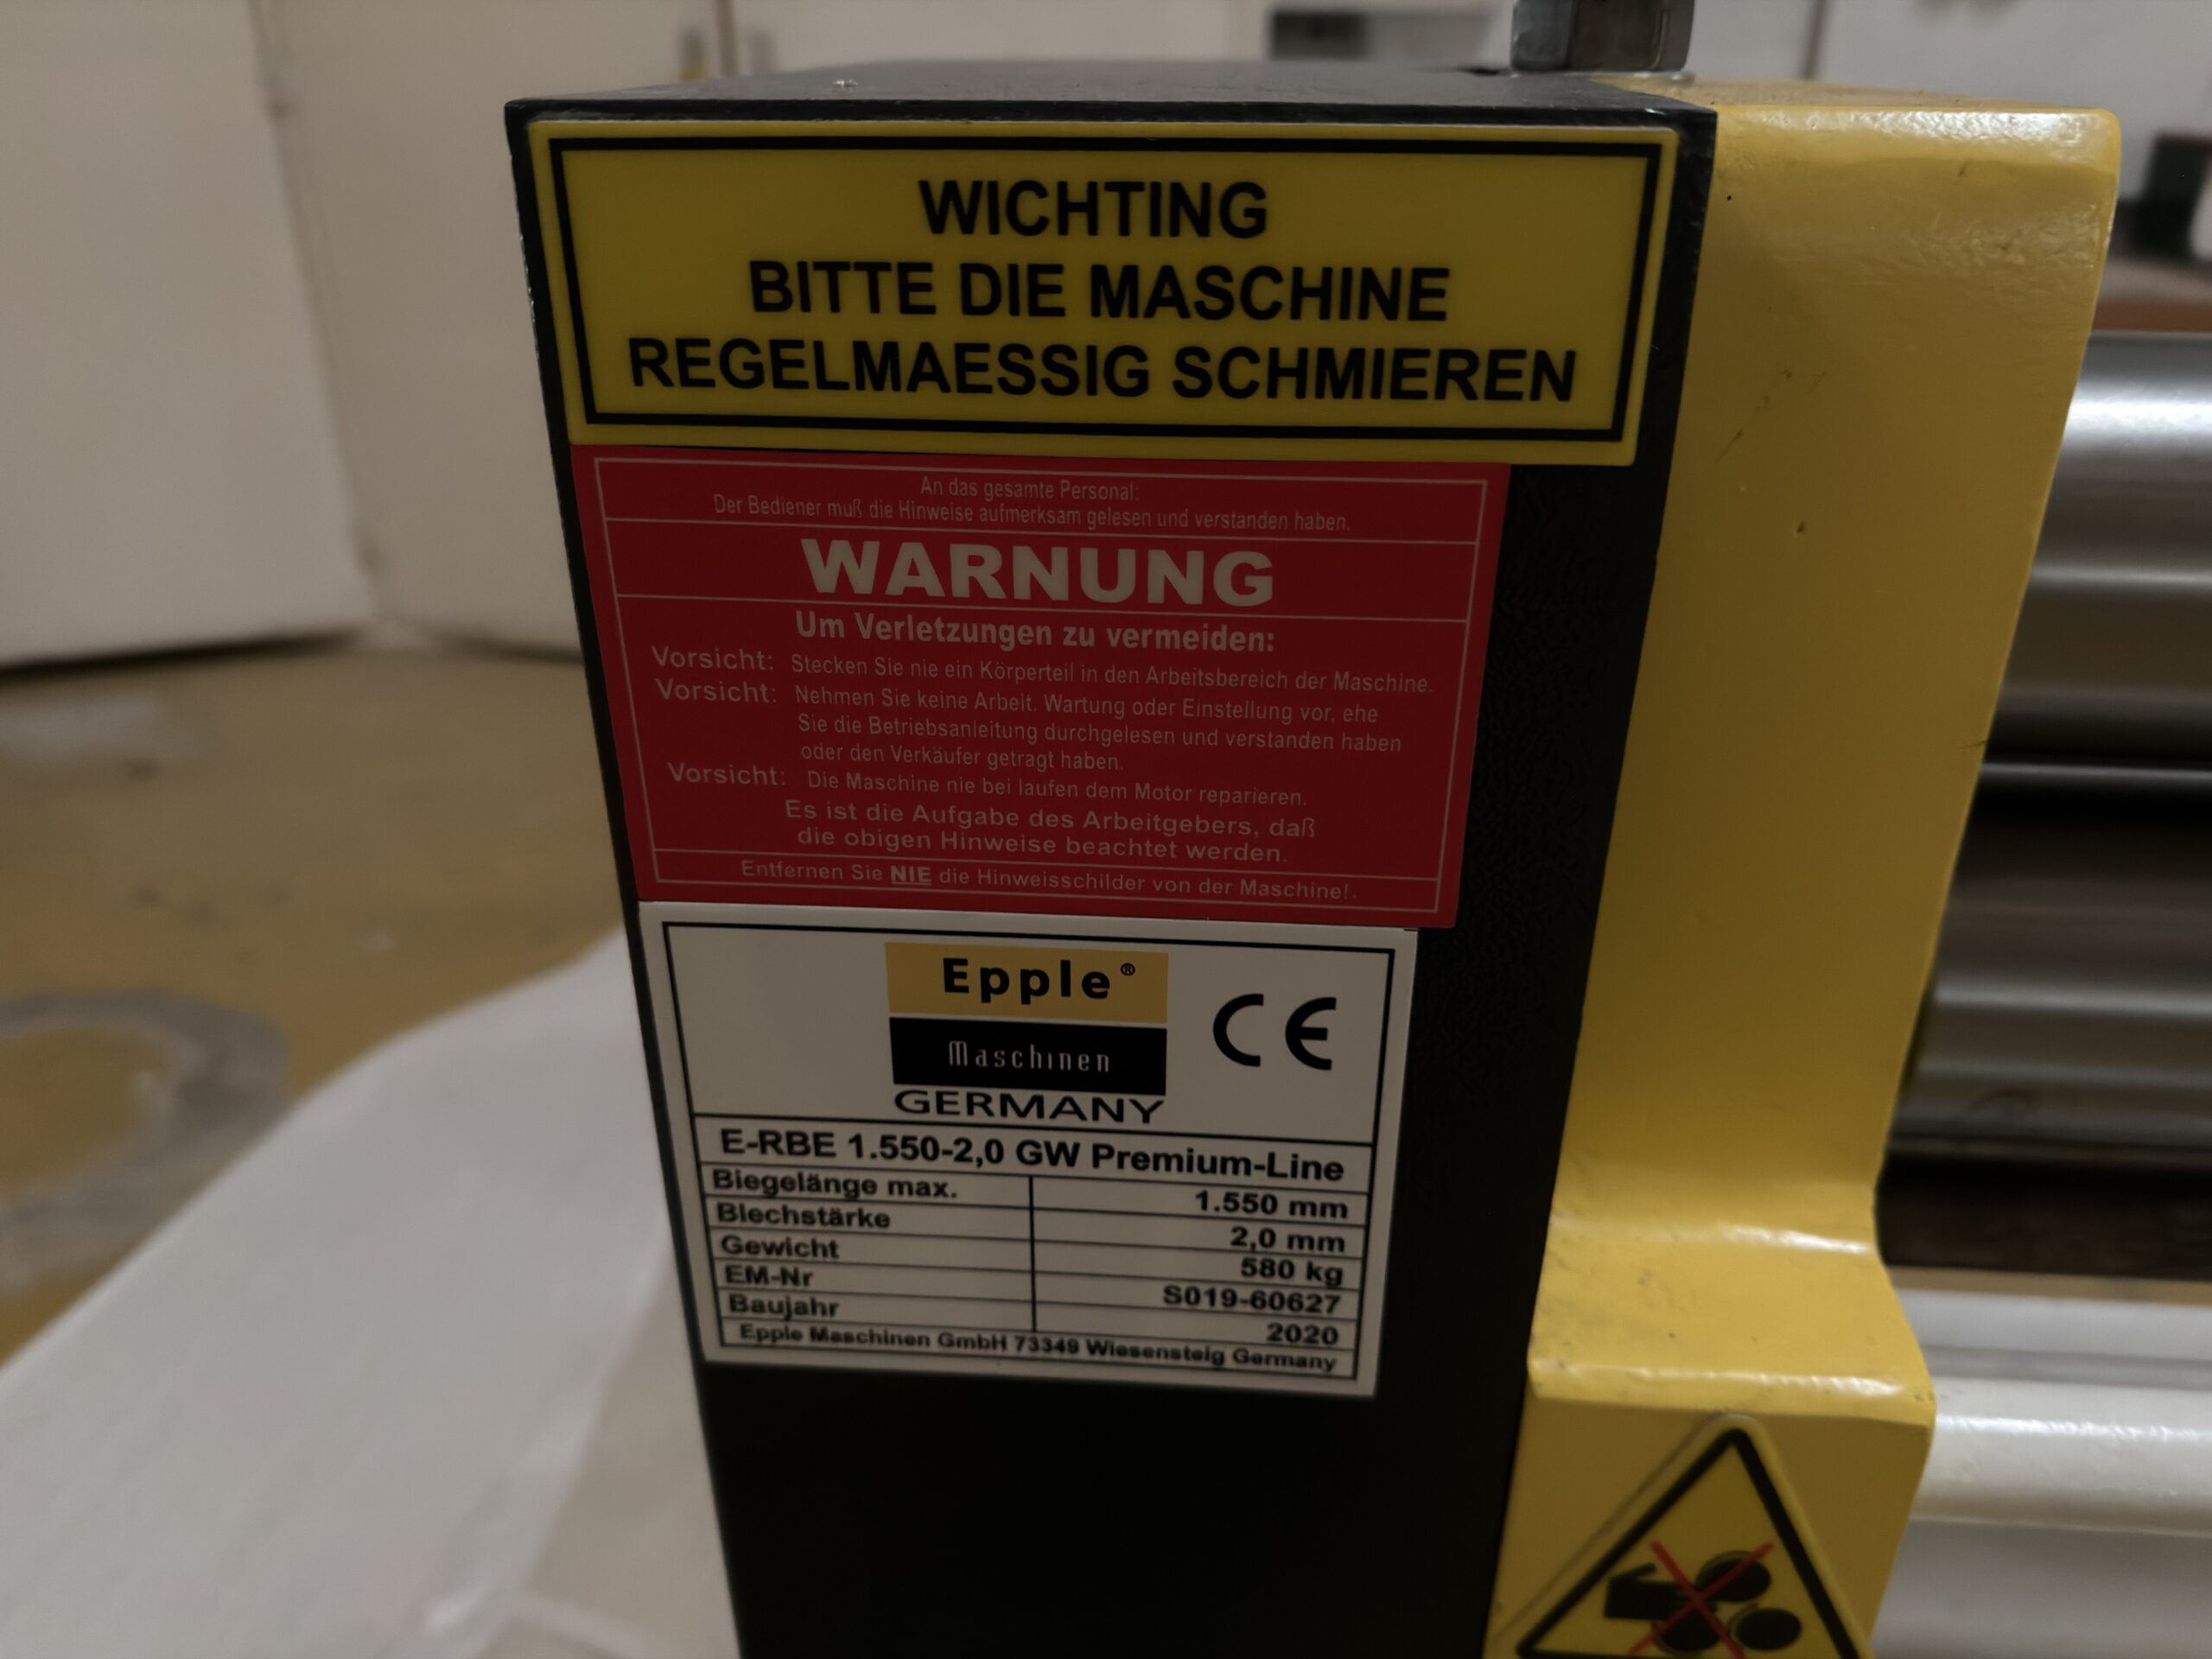 WICHTING
BITTE DIE MASCHINE
REGELMAESSIG SCHMIEREN
An das gesamte Personal:
Der Bediener muß die Hinweise aufmerksam gelesen und verstanden haben.
WARNUNG
Um Verletzungen zu vermeiden:
Vorsicht: Stecken Sie nie ein Körperteil in den Arbeitsbereich der Maschine.
Vorsicht: Nehmen Sie keine Arbeit. Wartung oder Einstellung vor, ehe
Sie die Betriebsanleitung durchgelesen und verstanden haben
oder den Verkäufer getragt haben.
Vorsicht: Die Maschine nie bei laufen dem Motor reparieren.
Es ist die Aufgabe des Arbeitgebers, daß
die obigen Hinweise beachtet werden.
Entfernen Sie NIE die Hinweisschilder von der Maschine!.
Epple®
Maschinen
GERMANY
CE
E-RBE 1.550-2,0 GW Premium-Line
Biegelänge max. 1.550 mm
Blechstärke 2,0 mm
Gewicht 580 kg
EM-Nr S019-60627
Baujahr 2020
Epple Maschinen GmbH 73349 Wiesensteig Germany